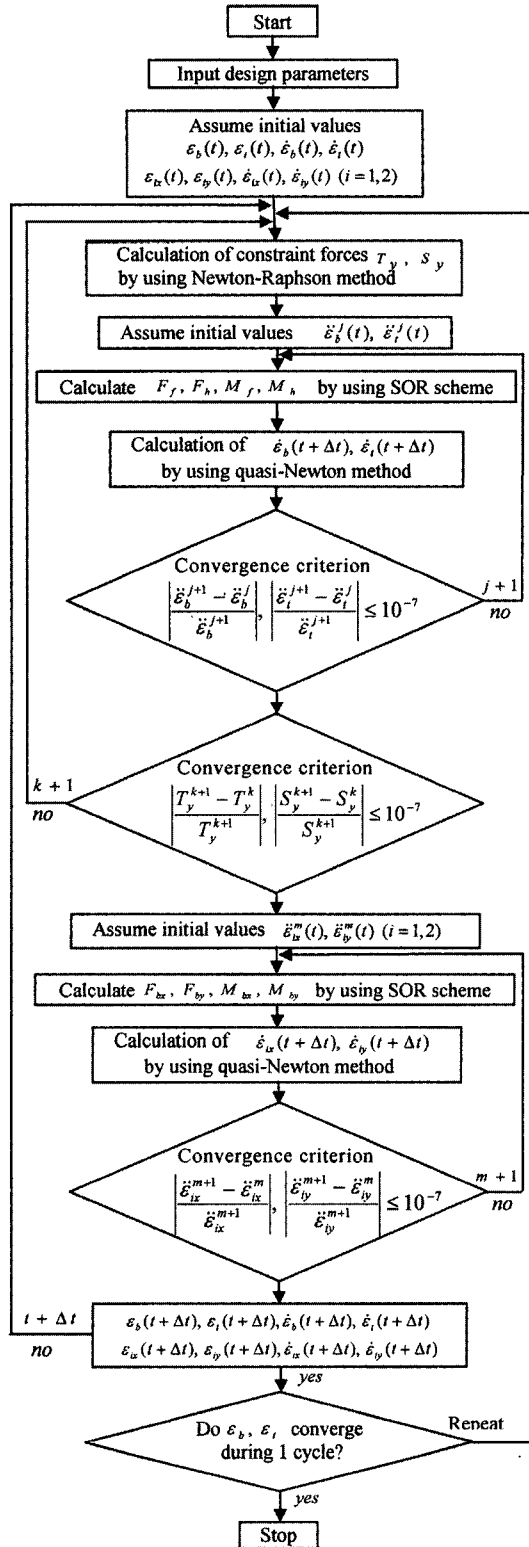 Start
Input design parameters
Assume initial values
ε_b(t), ε_t(t), ε̇_b(t), ε̇_t(t)
ε_ix(t), ε_iy(t), ε̇_ix(t), ε̇_iy(t) (i = 1,2)
Calculation of constraint forces T_y, S_y
by using Newton-Raphson method
Assume initial values ε̈_b^j(t), ε̈_t^j(t)
Calculate F_f, F_h, M_f, M_h by using SOR scheme
Calculation of ε̇_b(t + Δt), ε̇_t(t + Δt)
by using quasi-Newton method
Convergence criterion
|(ε̈_b^{j+1} − ε̈_b^j) / ε̈_b^{j+1}|, |(ε̈_t^{j+1} − ε̈_t^j) / ε̈_t^{j+1}| ≤ 10^{-7}
j + 1
no
Convergence criterion
|(T_y^{k+1} − T_y^k) / T_y^{k+1}|, |(S_y^{k+1} − S_y^k) / S_y^{k+1}| ≤ 10^{-7}
k + 1
no
Assume initial values ε̈_ix^m(t), ε̈_iy^m(t) (i = 1,2)
Calculate F_bx, F_by, M_bx, M_by by using SOR scheme
Calculation of ε̇_ix(t + Δt), ε̇_iy(t + Δt)
by using quasi-Newton method
Convergence criterion
|(ε̈_ix^{m+1} − ε̈_ix^m) / ε̈_ix^{m+1}|, |(ε̈_iy^{m+1} − ε̈_iy^m) / ε̈_iy^{m+1}| ≤ 10^{-7}
m + 1
no
t + Δt
no
ε_b(t + Δt), ε_t(t + Δt), ε̇_b(t + Δt), ε̇_t(t + Δt)
ε_ix(t + Δt), ε_iy(t + Δt), ε̇_ix(t + Δt), ε̇_iy(t + Δt)
yes
Do ε_b, ε_t converge
during 1 cycle?
Repeat
yes
Stop